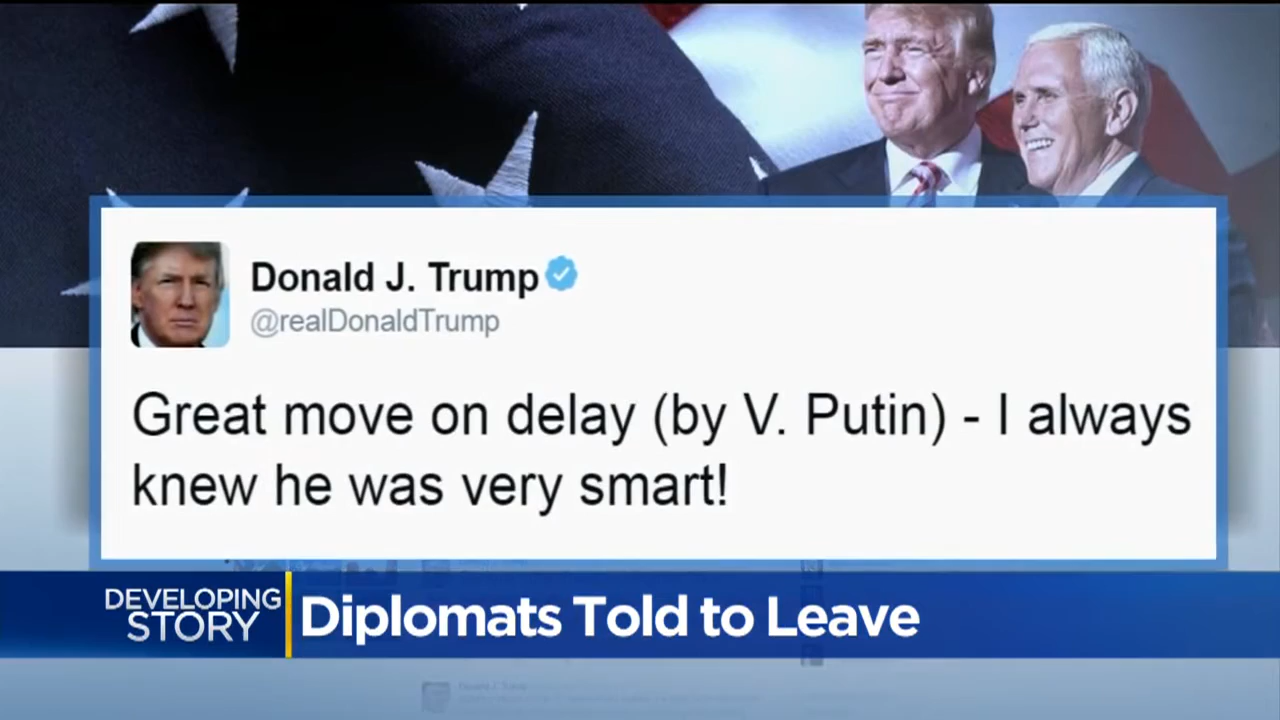 Donald J. Trump
@realDonaldTrump
Great move on delay (by V. Putin) - I always
knew he was very smart!
DEVELOPING
STORY
Diplomats Told to Leave